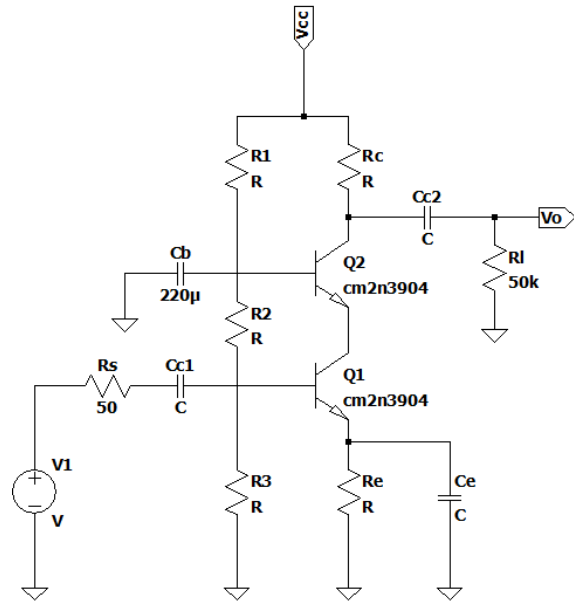 Vcc
R1
R
Rc
R
Cc2
C
Vo
Cb
220µ
Q2
cm2n3904
Rl
50k
R2
R
Rs
50
Cc1
C
Q1
cm2n3904
V1
V
R3
R
Re
R
Ce
C